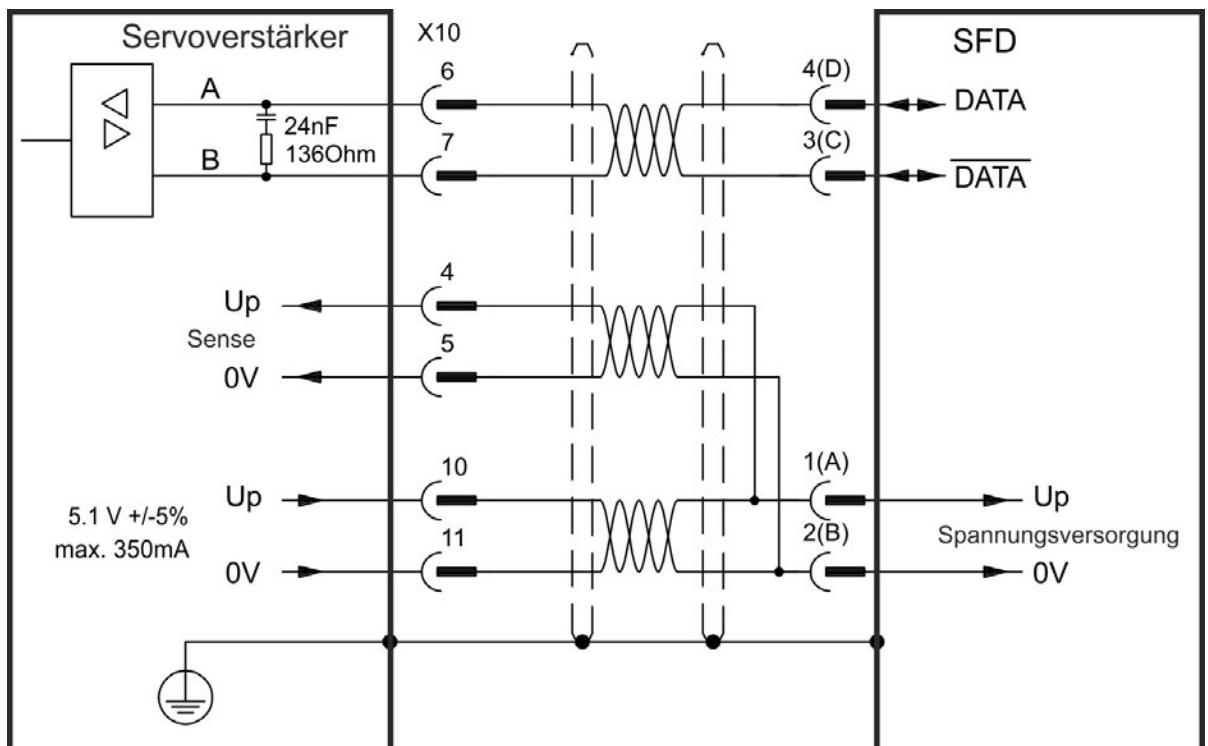 Servoverstärker
X10
SFD
6
4(D)
A
DATA
24nF
136Ohm
7
3(C)
B
DATA
4
Up
Sense
5
0V
10
1(A)
Up
Up
5.1 V +/-5%
max. 350mA
11
2(B)
Spannungsversorgung
0V
0V